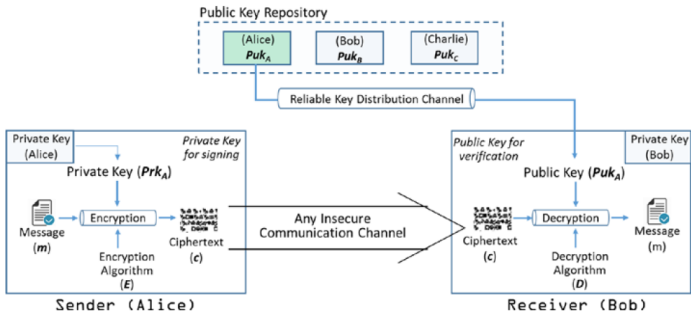 Public Key Repository
(Alice)
PukA
(Bob)
PukB
(Charlie)
PukC
Reliable Key Distribution Channel
Private Key
(Alice)
Private Key
for signing
Private Key (PrkA)
Encryption
Message
(m)
Ciphertext
(c)
Encryption
Algorithm
(E)
Sender (Alice)
Any Insecure
Communication Channel
Public Key for
verification
Private Key
(Bob)
Public Key (PukA)
Decryption
Ciphertext
(c)
Message
(m)
Decryption
Algorithm
(D)
Receiver (Bob)